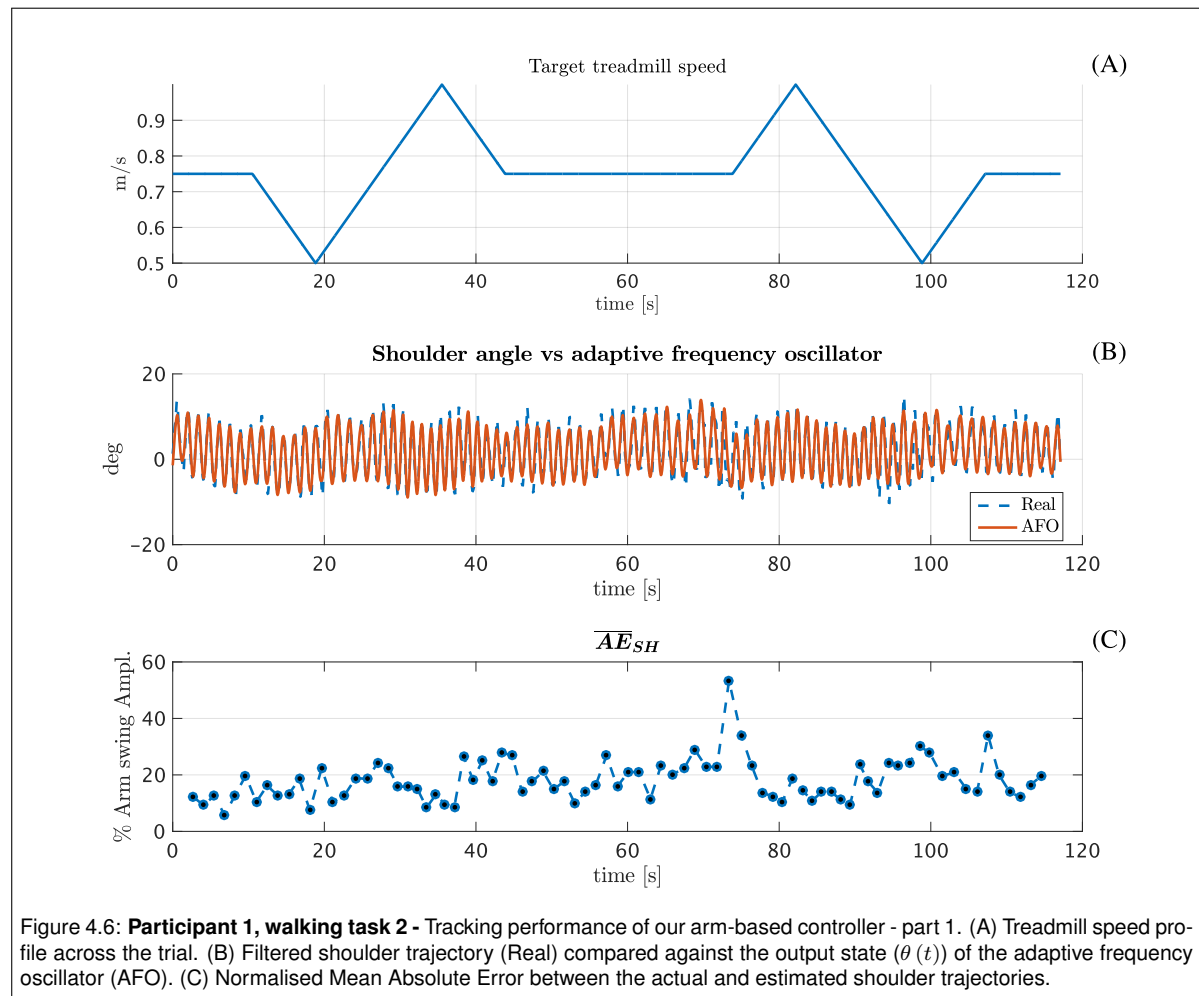 Target treadmill speed
(A)
m/s
0.9
0.8
0.7
0.6
0.5
0 20 40 60 80 100 120
time [s]
Shoulder angle vs adaptive frequency oscillator
(B)
deg
20
0
−20
Real
AFO
0 20 40 60 80 100 120
time [s]
AE SH
(C)
% Arm swing Ampl.
60
40
20
0
0 20 40 60 80 100 120
time [s]
Figure 4.6: Participant 1, walking task 2 - Tracking performance of our arm-based controller - part 1. (A) Treadmill speed pro-
file across the trial. (B) Filtered shoulder trajectory (Real) compared against the output state (θ (t)) of the adaptive frequency
oscillator (AFO). (C) Normalised Mean Absolute Error between the actual and estimated shoulder trajectories.